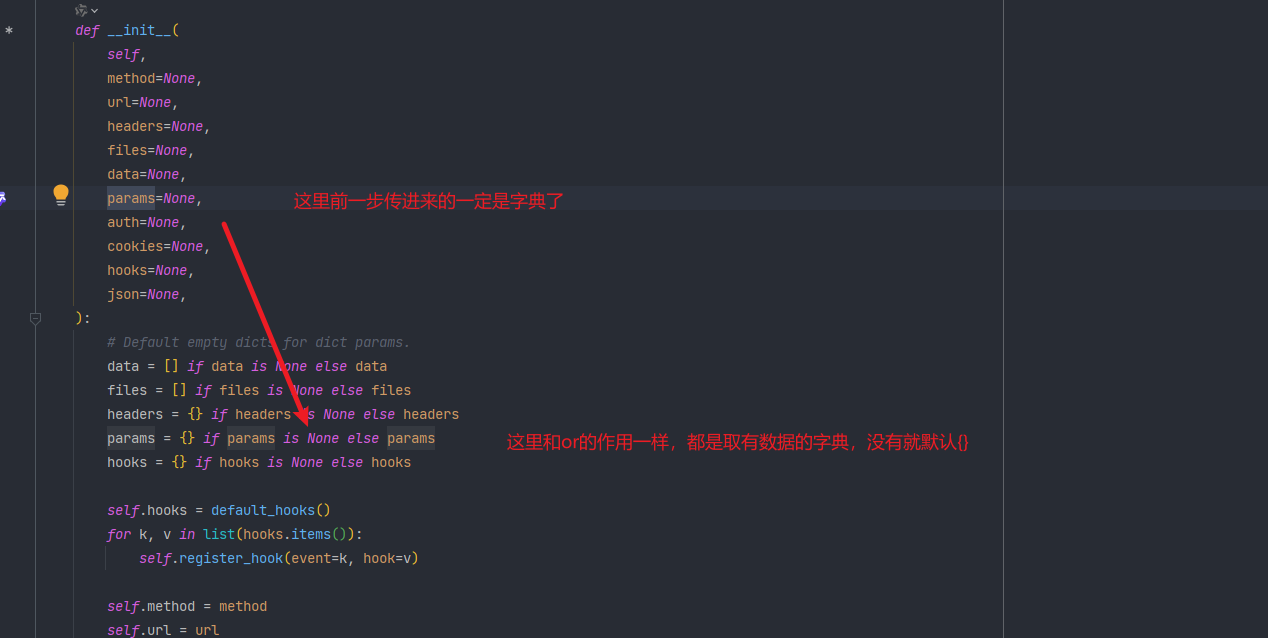 def __init__(
*
self,
method=None,
url=None,
headers=None,
files=None,
data=None,
params=None, 这里前一步传进来的一定是字典了
auth=None,
cookies=None,
hooks=None,
json=None,
):
# Default empty dicts for dict params.
data = [] if data is None else data
files = [] if files is None else files
headers = {} if headers is None else headers
params = {} if params is None else params 这里和or的作用一样，都是取有数据的字典，没有就默认{}
hooks = {} if hooks is None else hooks
self.hooks = default_hooks()
for k, v in list(hooks.items()):
self.register_hook(event=k, hook=v)
self.method = method
self.url = url